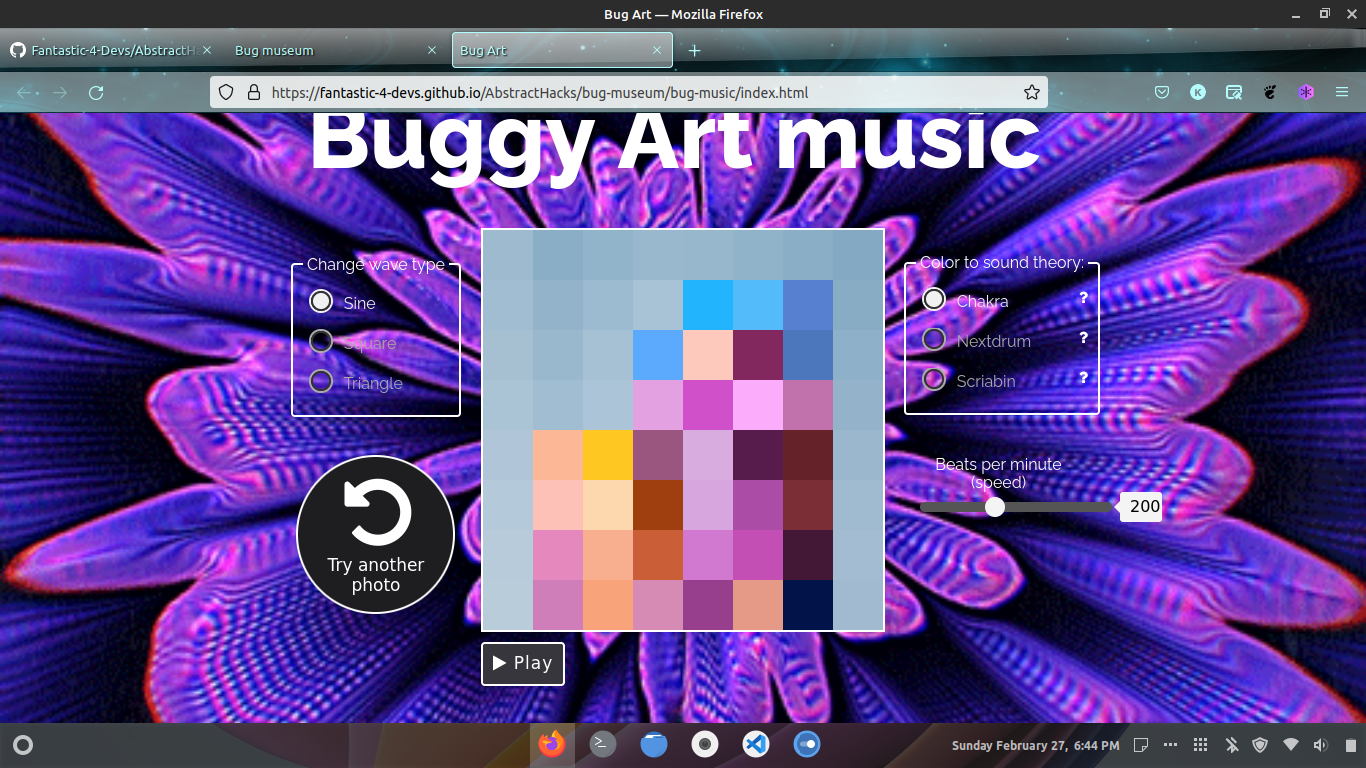 Bug Art — Mozilla Firefox
Fantastic-4-Devs/AbstractH
Bug museum
Bug Art
https://fantastic-4-devs.github.io/AbstractHacks/bug-museum/bug-music/index.html
K
Buggy Art music
Change wave type
Sine
Square
Triangle
Try another
photo
Play
Color to sound theory:
Chakra ?
Nextdrum ?
Scriabin ?
Beats per minute
(speed)
200
Sunday February 27, 6:44 PM